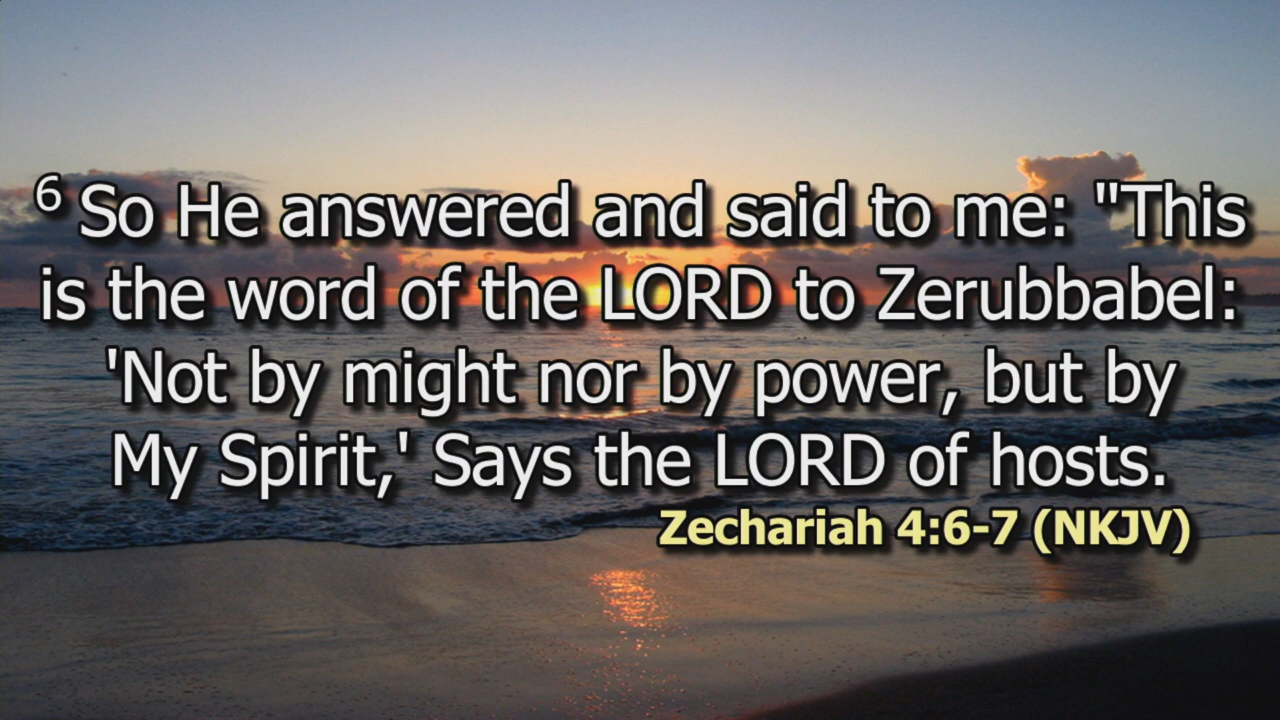 6 So He answered and said to me: "This
is the word of the LORD to Zerubbabel:
'Not by might nor by power, but by
My Spirit,' Says the LORD of hosts.
Zechariah 4:6-7 (NKJV)